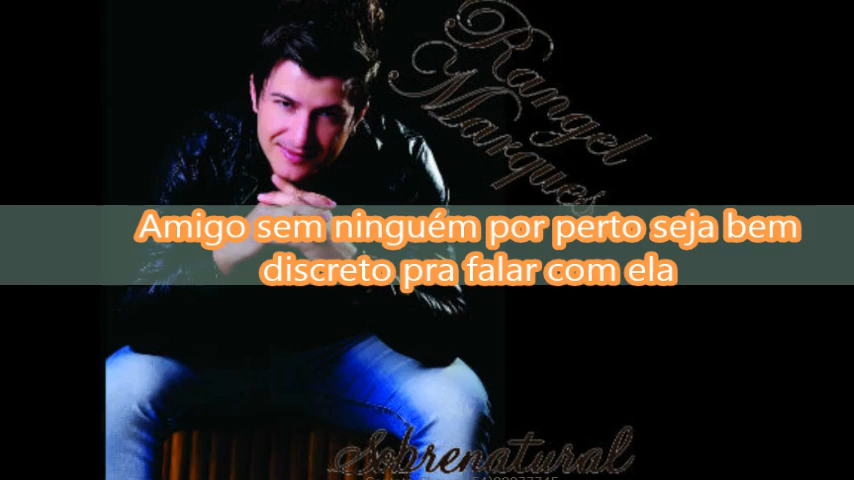 Rangel
Marques
Amigo sem ninguém por perto seja bem
discreto pra falar com ela
Sobrenatural